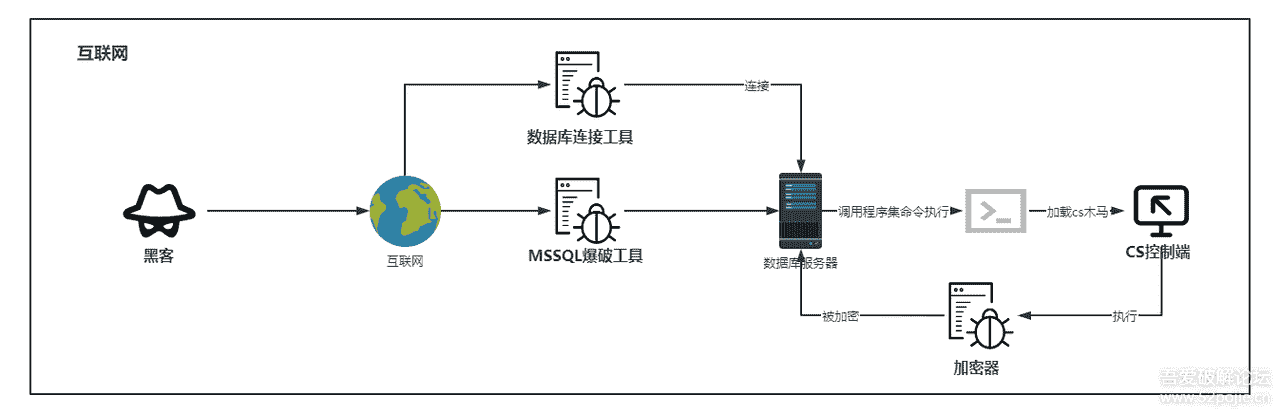 互联网
连接
数据库连接工具
黑客
互联网
MSSQL爆破工具
数据库服务器
调用程序集命令执行
加载cs木马
CS控制端
被加密
执行
加密器
吾爱破解论坛
www.52pojie.cn